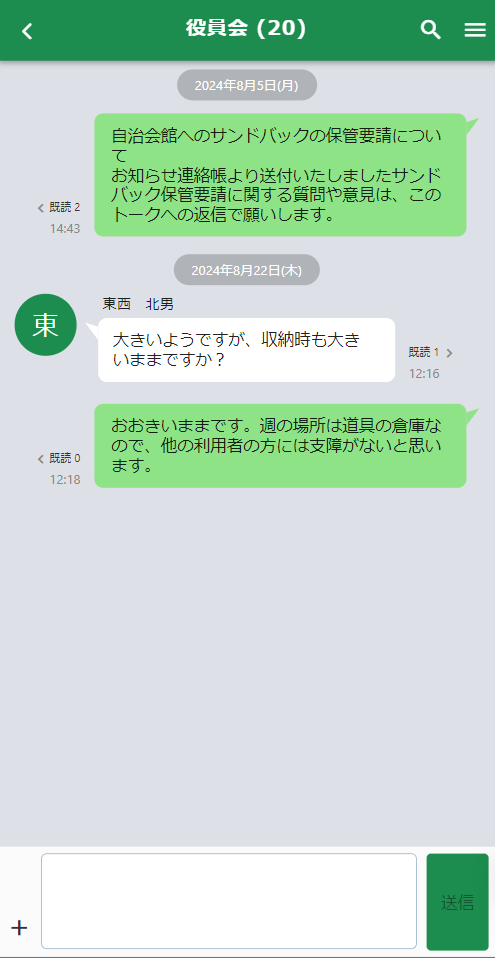 役員会 (20)
2024年8月5日(月)
自治会館へのサンドバックの保管要請につい
て
お知らせ連絡帳より送付いたしましたサンド
バック保管要請に関する質問や意見は、この
トークへの返信で願いします。
既読 2
14:43
2024年8月22日(木)
東西 北男
東
大きいようですが、収納時も大き
いままですか？
既読 1
12:16
おおきいままです。週の場所は道具の倉庫な
ので、他の利用者の方には支障がないと思い
ます。
既読 0
12:18
送信